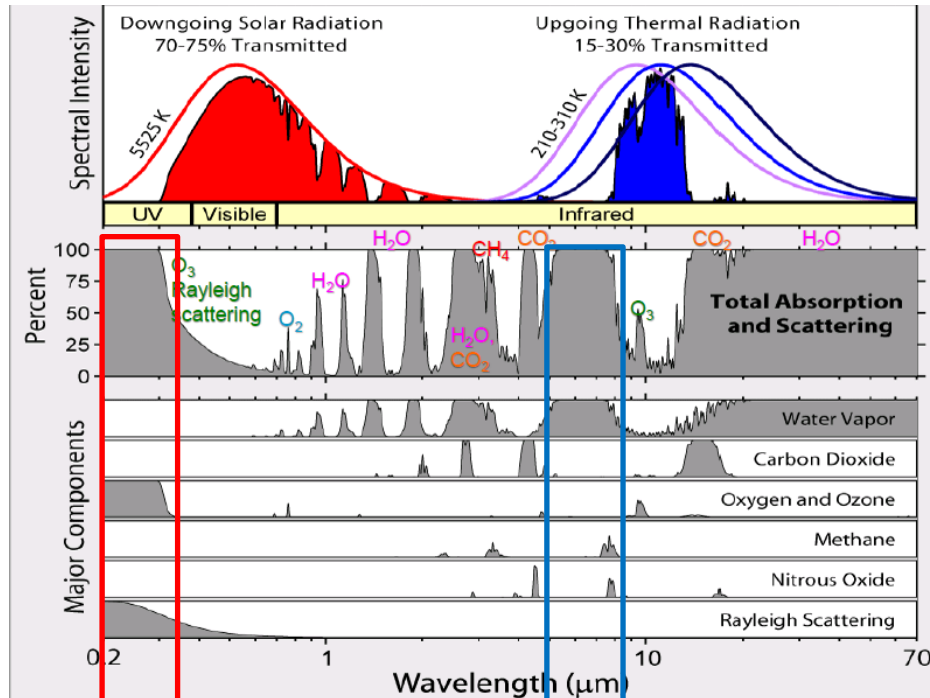 Downgoing Solar Radiation
70-75% Transmitted
Upgoing Thermal Radiation
15-30% Transmitted
Spectral Intensity
5525 K
210-310 K
UV
Visible
Infrared
H₂O
CH₄
CO₂
CO₂
H₂O
Percent
100
75
50
25
0
O₃
Rayleigh
scattering
O₂
H₂O
H₂O,
CO₂
O₃
Total Absorption
and Scattering
Major Components
Water Vapor
Carbon Dioxide
Oxygen and Ozone
Methane
Nitrous Oxide
Rayleigh Scattering
0.2
1
10
70
Wavelength (μm)